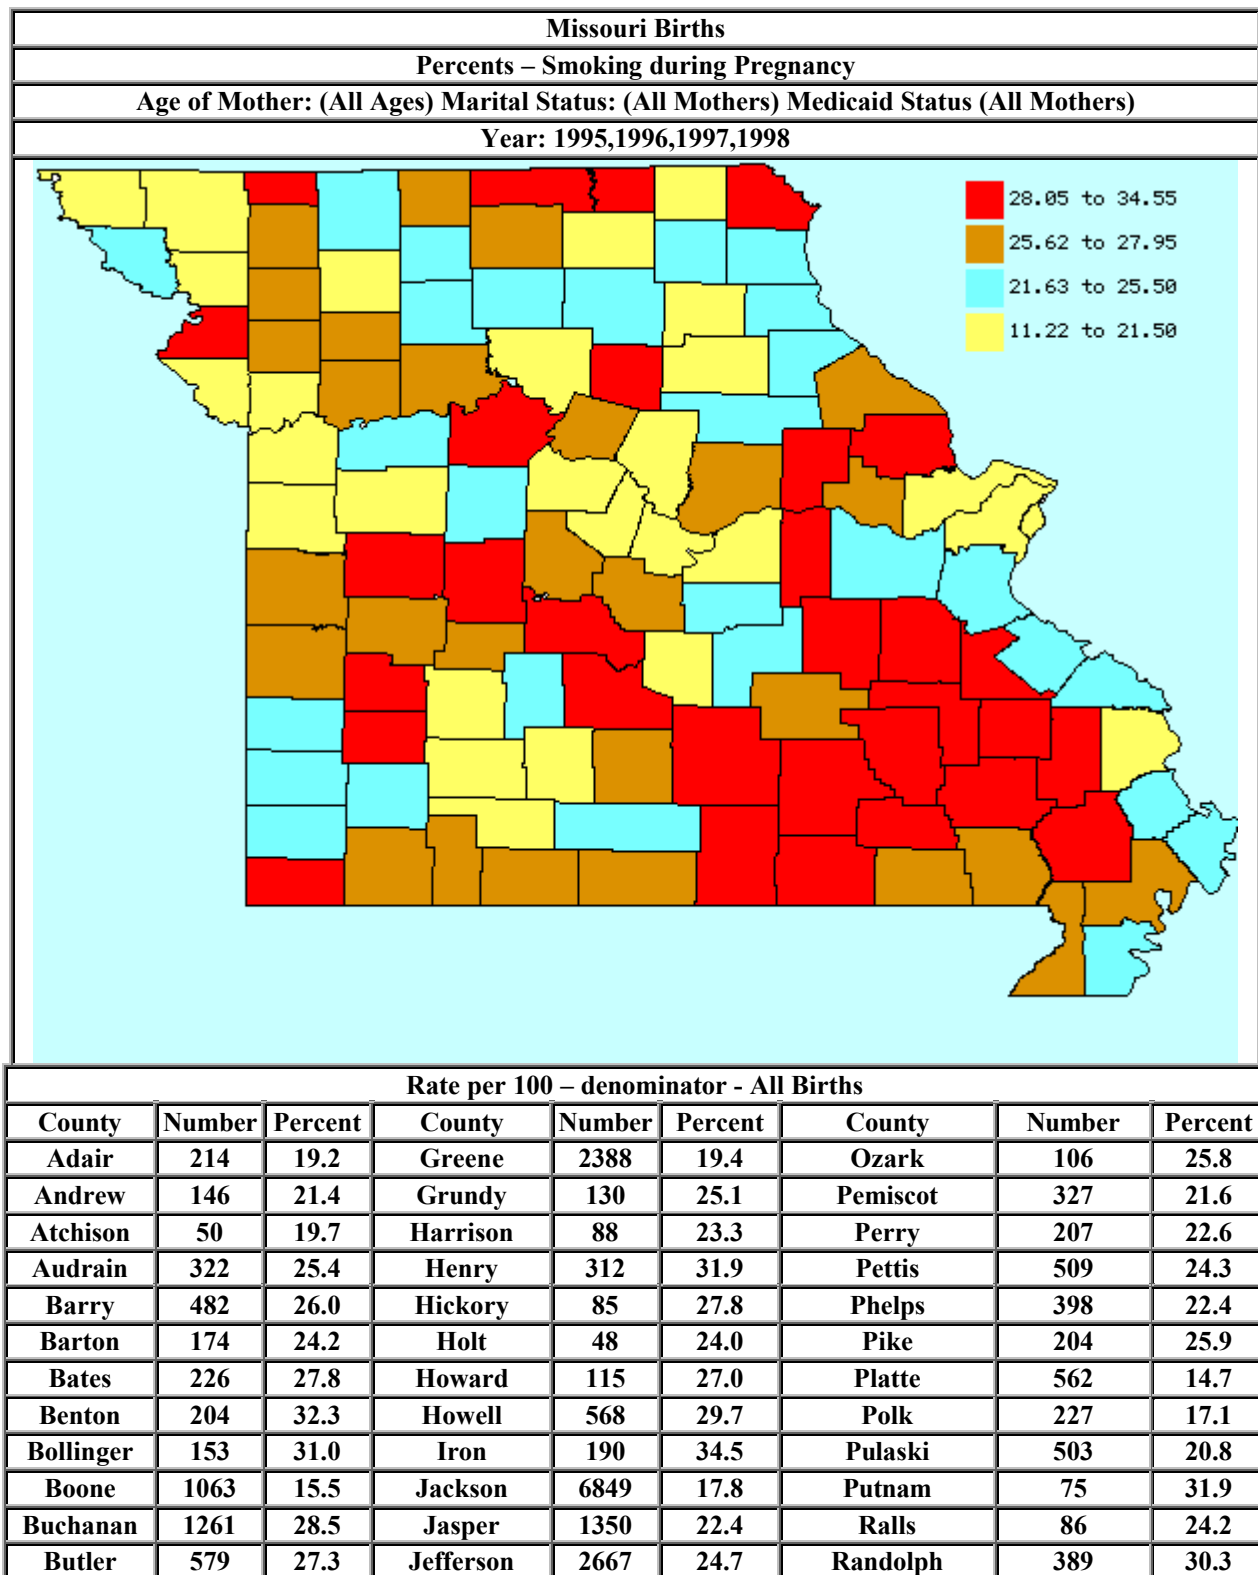 Missouri Births
Percents – Smoking during Pregnancy
Age of Mother: (All Ages) Marital Status: (All Mothers) Medicaid Status (All Mothers)
Year: 1995,1996,1997,1998
28.05 to 34.55
25.62 to 27.95
21.63 to 25.50
11.22 to 21.50
Rate per 100 – denominator - All Births
County Number Percent County Number Percent County Number Percent
Adair 214 19.2 Greene 2388 19.4 Ozark 106 25.8
Andrew 146 21.4 Grundy 130 25.1 Pemiscot 327 21.6
Atchison 50 19.7 Harrison 88 23.3 Perry 207 22.6
Audrain 322 25.4 Henry 312 31.9 Pettis 509 24.3
Barry 482 26.0 Hickory 85 27.8 Phelps 398 22.4
Barton 174 24.2 Holt 48 24.0 Pike 204 25.9
Bates 226 27.8 Howard 115 27.0 Platte 562 14.7
Benton 204 32.3 Howell 568 29.7 Polk 227 17.1
Bollinger 153 31.0 Iron 190 34.5 Pulaski 503 20.8
Boone 1063 15.5 Jackson 6849 17.8 Putnam 75 31.9
Buchanan 1261 28.5 Jasper 1350 22.4 Ralls 86 24.2
Butler 579 27.3 Jefferson 2667 24.7 Randolph 389 30.3